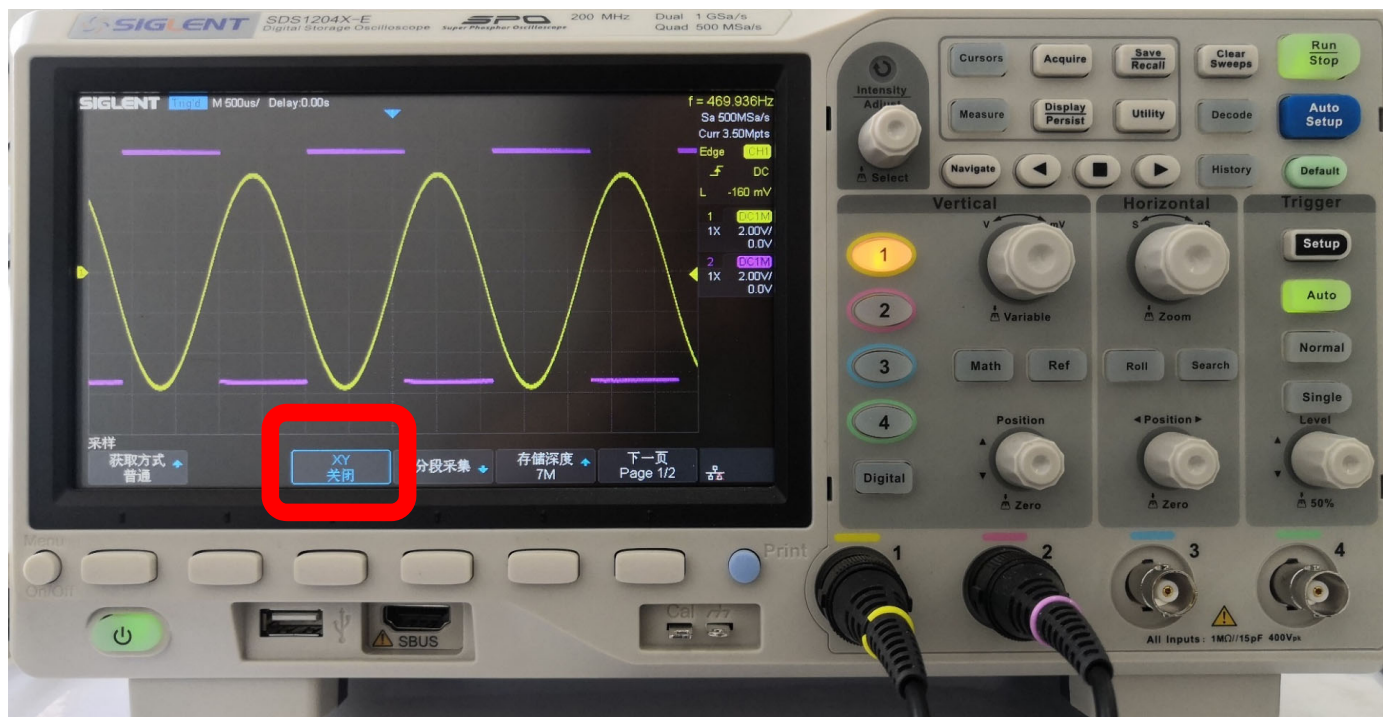 SIGLENT
SDS1204X-E
Digital Storage Oscilloscope
SPO
Super Phosphor Oscilloscope
200 MHz
Dual 1 GSa/s
Quad 500 MSa/s
SIGLENT Trig'd M 500us/ Delay:0.00s
f = 469.936Hz
Sa 500MSa/s
Curr 3.50Mpts
Edge CH1
DC
L -160 mV
1 DC1M
1X 2.00V/
0.0V
2 DC1M
1X 2.00V/
0.0V
采样
获取方式
普通
XY
关闭
分段采集
存储深度
7M
下一页
Page 1/2
Intensity
Adjust
Select
Cursors
Acquire
Save
Recall
Clear
Sweeps
Run
Stop
Measure
Display
Persist
Utility
Decode
Auto
Setup
Navigate
History
Default
Vertical
Horizontal
Trigger
V mV
S nS
1
2
3
4
Variable
Zoom
Setup
Auto
Normal
Single
Math
Ref
Roll
Search
Position
Position
Level
Digital
Zero
Zero
50%
Menu
On/Off
Print
SBUS
Cal
1
2
3
4
All Inputs: 1MΩ//15pF 400Vpk